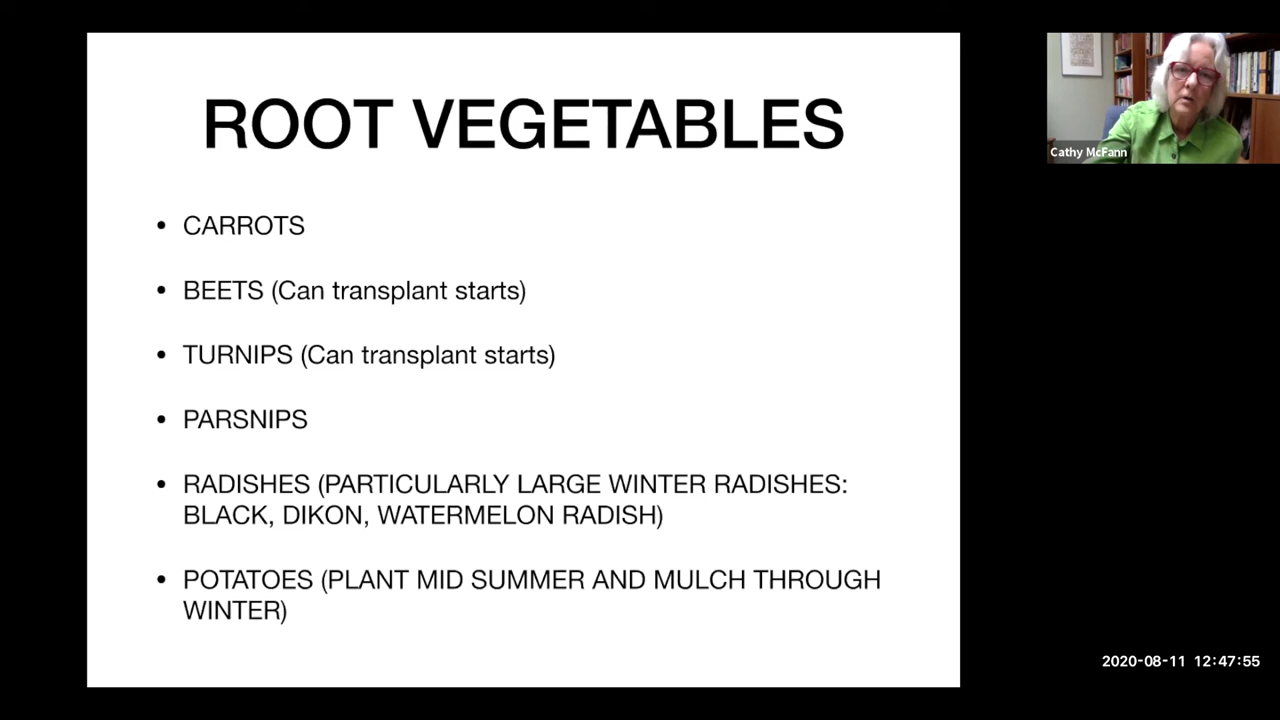 ROOT VEGETABLES
• CARROTS
• BEETS (Can transplant starts)
• TURNIPS (Can transplant starts)
• PARSNIPS
• RADISHES (PARTICULARLY LARGE WINTER RADISHES:
BLACK, DIKON, WATERMELON RADISH)
• POTATOES (PLANT MID SUMMER AND MULCH THROUGH
WINTER)
Cathy McFann
2020-08-11 12:47:55